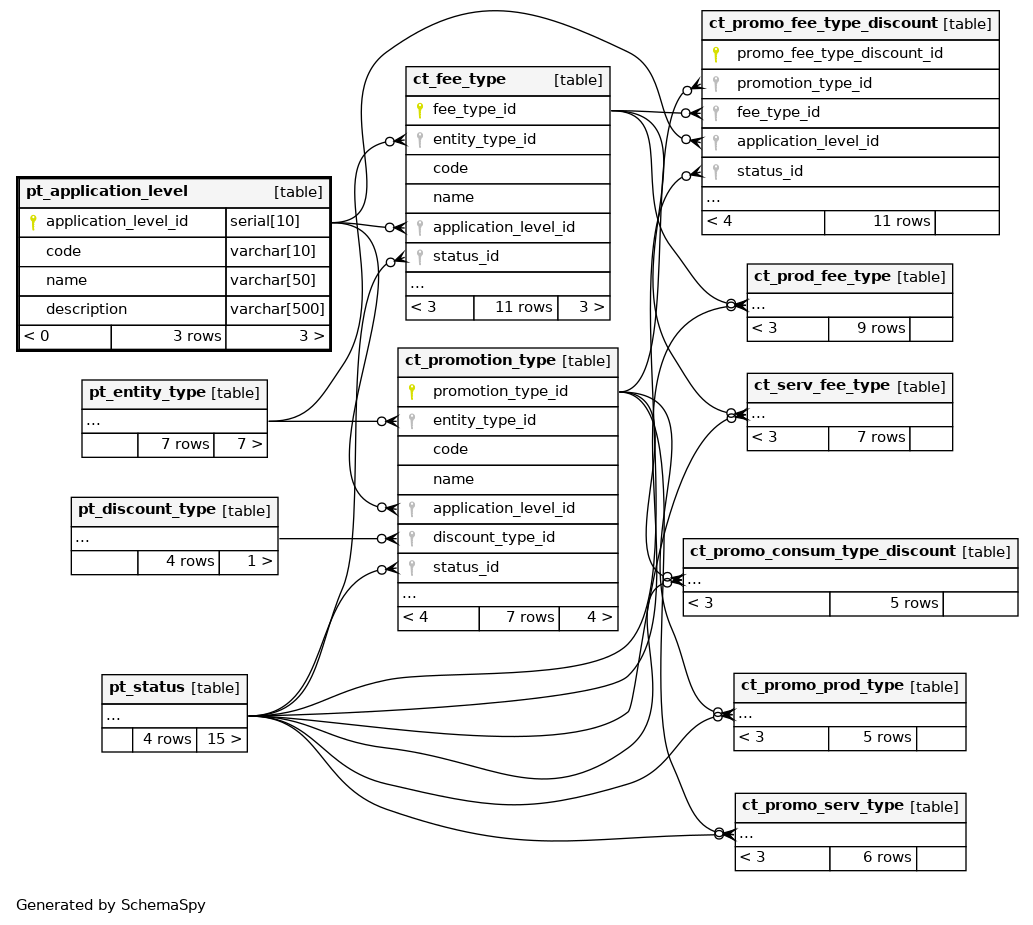 ct_promo_fee_type_discount [table]
promo_fee_type_discount_id
promotion_type_id
fee_type_id
application_level_id
status_id
...
< 4 11 rows
ct_fee_type [table]
fee_type_id
entity_type_id
code
name
application_level_id
status_id
...
< 3 11 rows 3 >
pt_application_level [table]
application_level_id serial[10]
code varchar[10]
name varchar[50]
description varchar[500]
< 0 3 rows 3 >
ct_prod_fee_type [table]
...
< 3 9 rows
ct_promotion_type [table]
promotion_type_id
entity_type_id
code
name
application_level_id
discount_type_id
status_id
...
< 4 7 rows 4 >
pt_entity_type [table]
...
7 rows 7 >
ct_serv_fee_type [table]
...
< 3 7 rows
pt_discount_type [table]
...
4 rows 1 >
ct_promo_consum_type_discount [table]
...
< 3 5 rows
pt_status [table]
...
4 rows 15 >
ct_promo_prod_type [table]
...
< 3 5 rows
ct_promo_serv_type [table]
...
< 3 6 rows
Generated by SchemaSpy